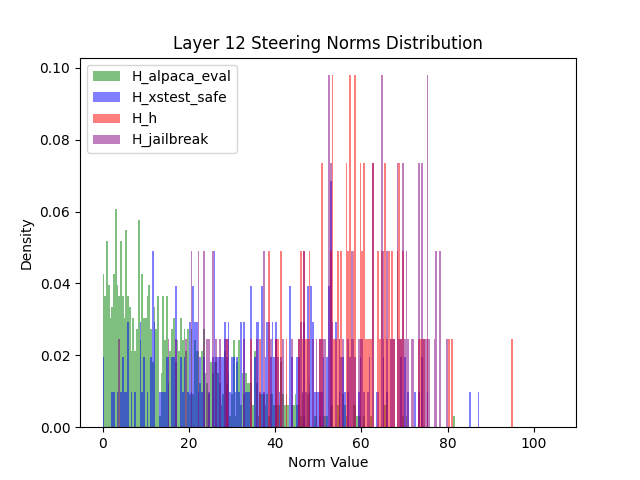 Layer 12 Steering Norms Distribution
H_alpaca_eval
H_xstest_safe
H_h
H_jailbreak
0.10
0.08
0.06
0.04
0.02
0.00
Density
0 20 40 60 80 100
Norm Value